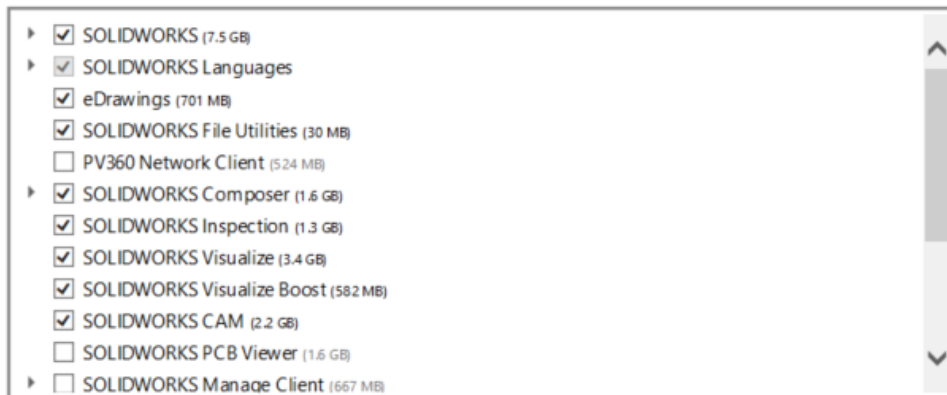 SOLIDWORKS (7.5 GB)
SOLIDWORKS Languages
eDrawings (701 MB)
SOLIDWORKS File Utilities (30 MB)
PV360 Network Client (524 MB)
SOLIDWORKS Composer (1.6 GB)
SOLIDWORKS Inspection (1.3 GB)
SOLIDWORKS Visualize (3.4 GB)
SOLIDWORKS Visualize Boost (582 MB)
SOLIDWORKS CAM (2.2 GB)
SOLIDWORKS PCB Viewer (1.6 GB)
SOLIDWORKS Manage Client (667 MB)